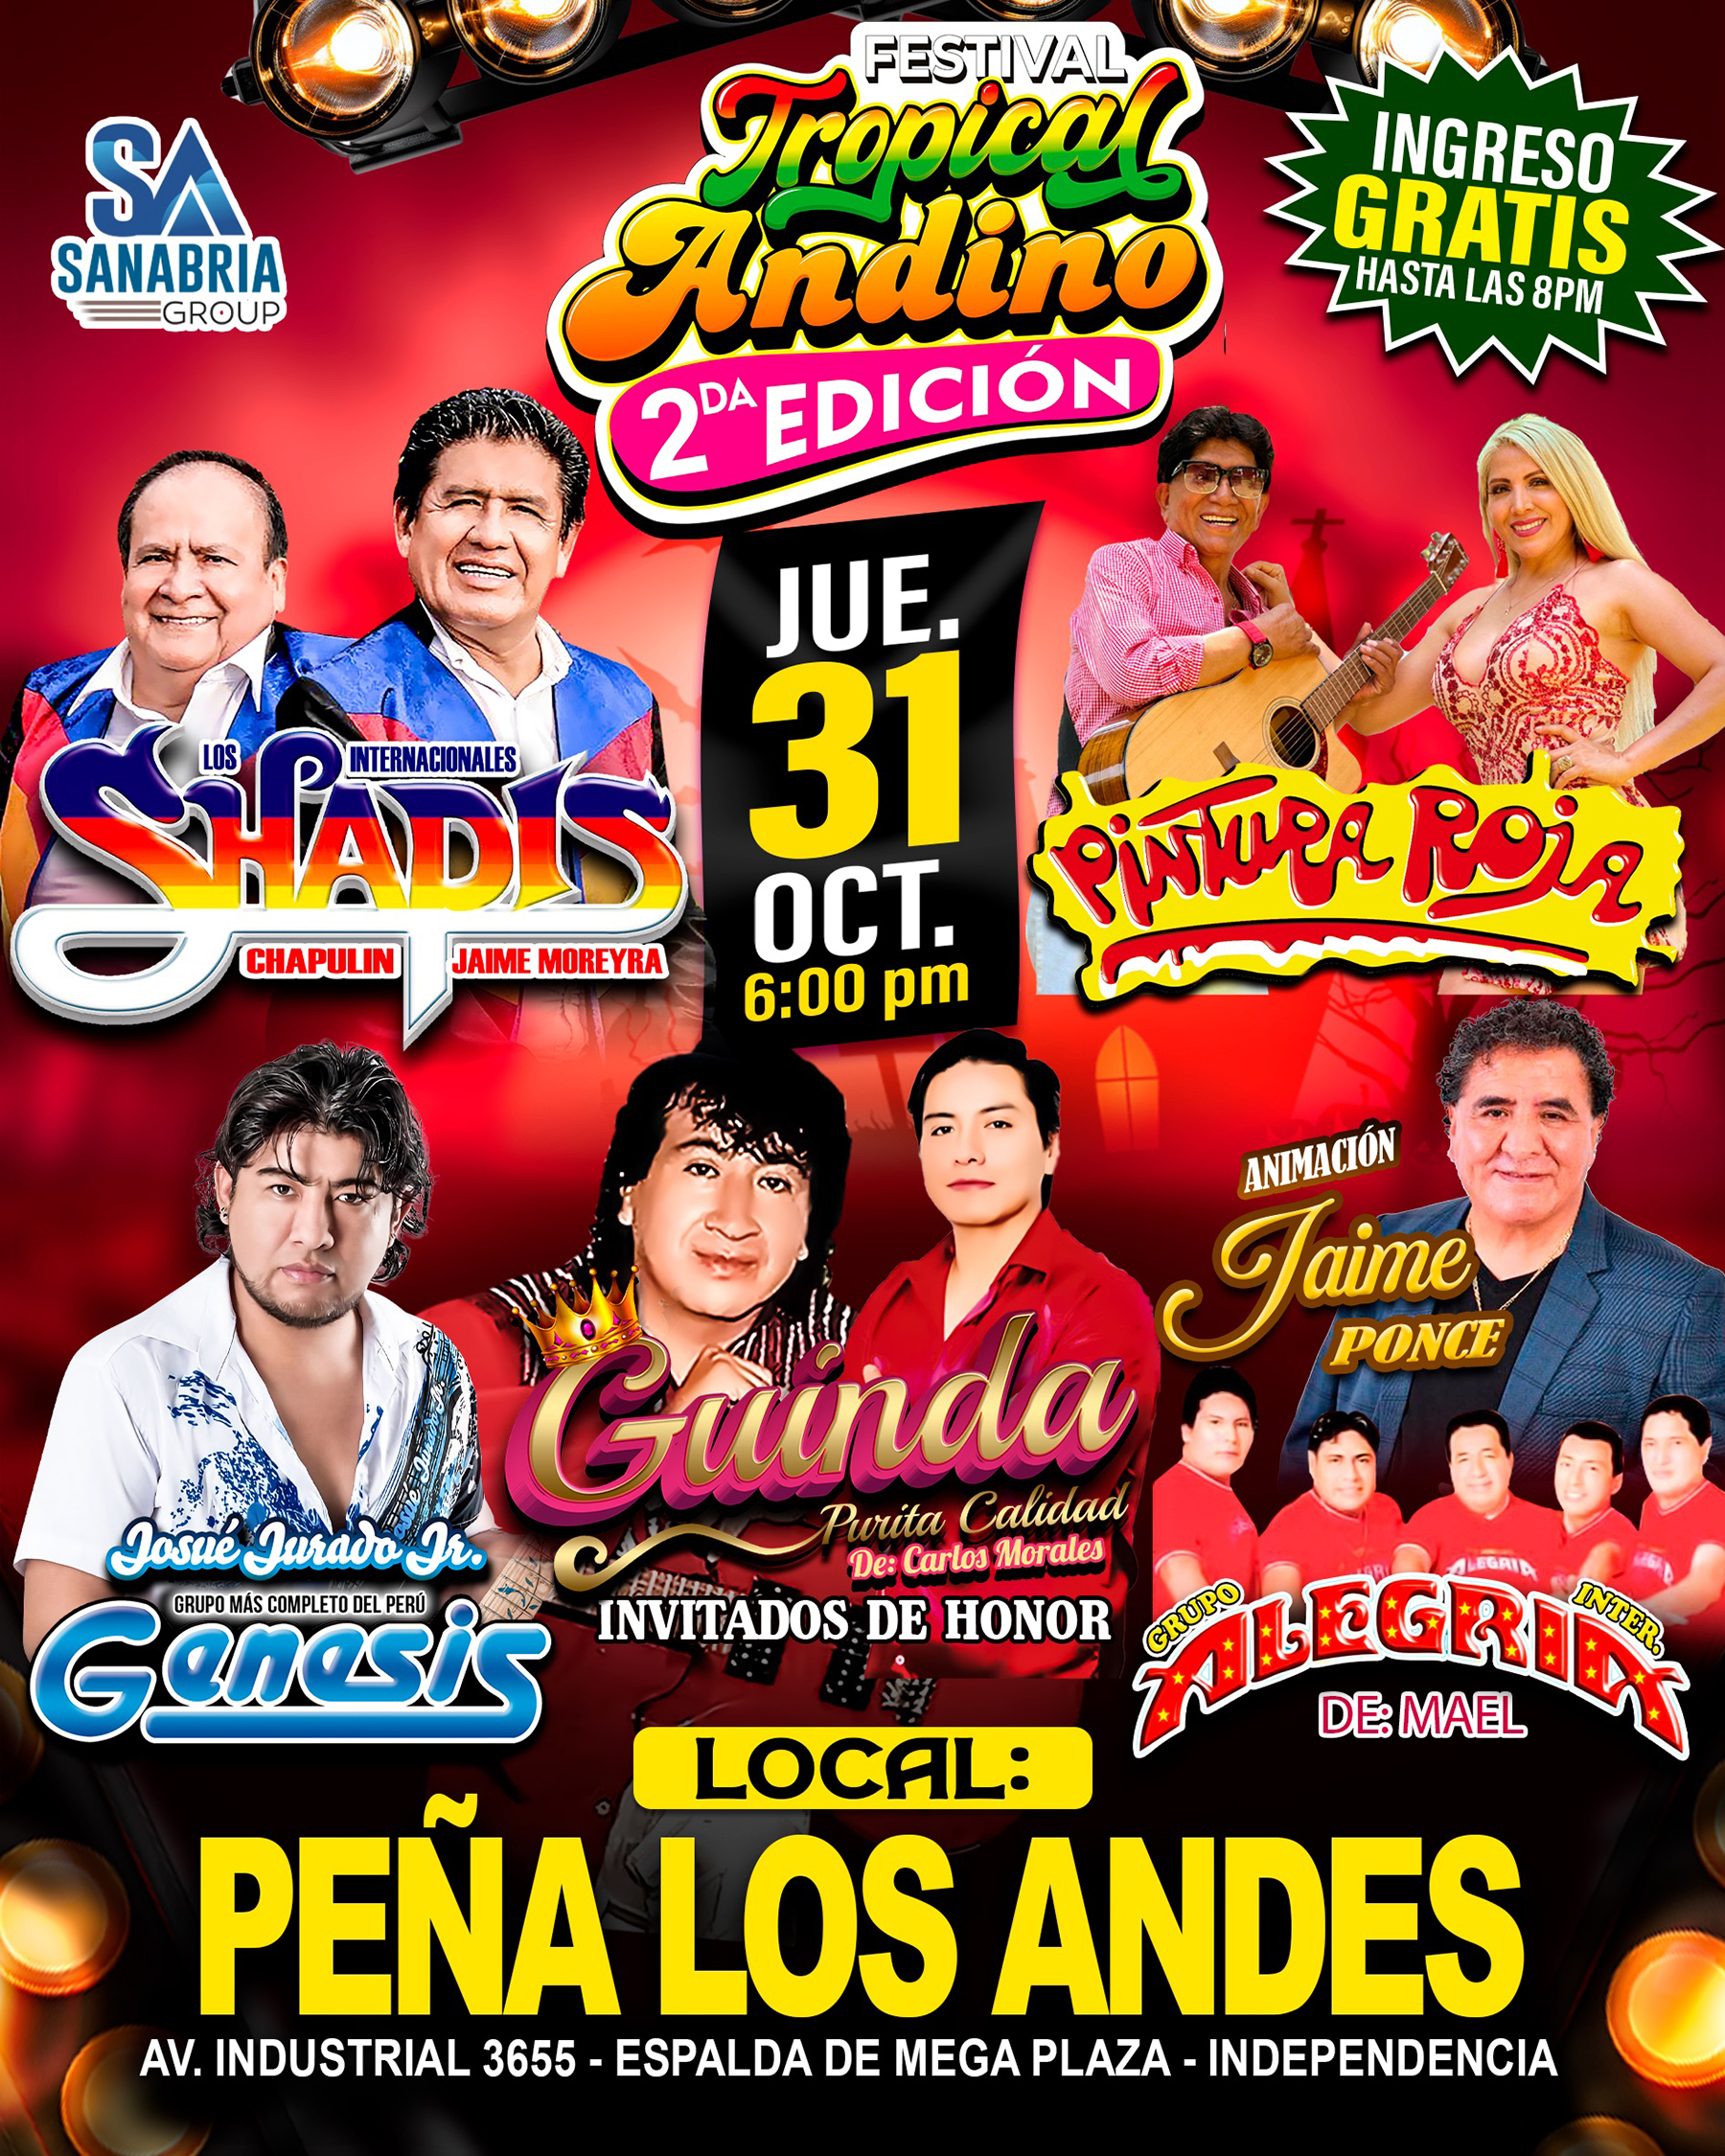 FESTIVAL
Tropical
Andino
2DA EDICIÓN
SA
SANABRIA
GROUP
INGRESO
GRATIS
HASTA LAS 8PM
JUE.
31
OCT.
6:00 pm
LOS INTERNACIONALES
SHADIS
CHAPULIN JAIME MOREYRA
PINTURA ROJA
Josué Jurado Jr.
GRUPO MÁS COMPLETO DEL PERÚ
Genesis
Guinda
Purita Calidad
De: Carlos Morales
INVITADOS DE HONOR
ANIMACIÓN
Jaime
PONCE
ALEGRIA
GRUPO ALEGRIA INTER.
DE: MAEL
LOCAL:
PEÑA LOS ANDES
AV. INDUSTRIAL 3655 - ESPALDA DE MEGA PLAZA - INDEPENDENCIA